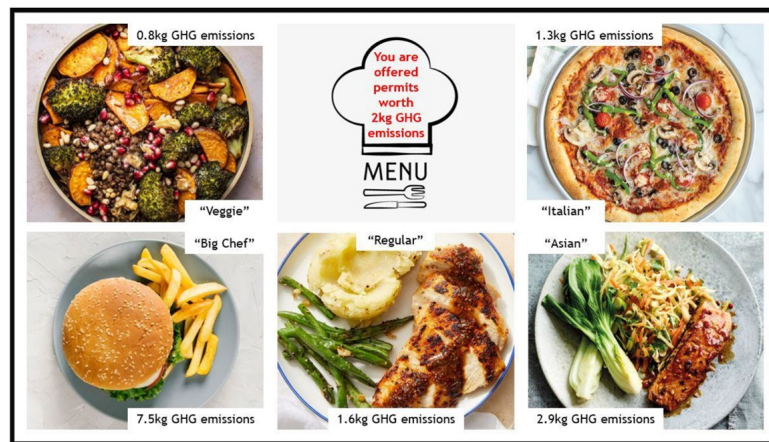 0.8kg GHG emissions
“Veggie”
You are
offered
permits
worth
2kg GHG
emissions
MENU
1.3kg GHG emissions
“Italian”
“Big Chef”
7.5kg GHG emissions
“Regular”
1.6kg GHG emissions
“Asian”
2.9kg GHG emissions